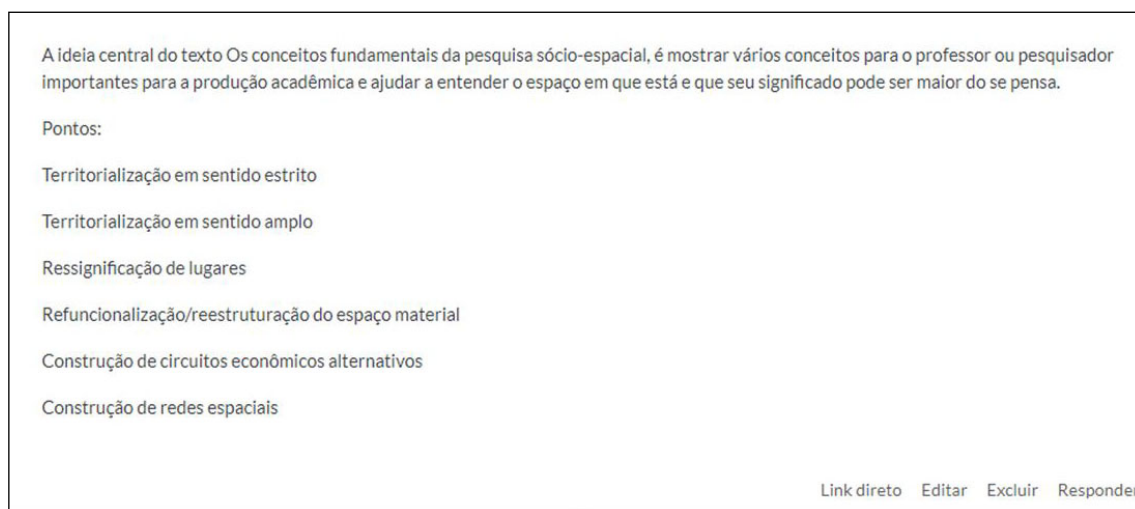 A ideia central do texto Os conceitos fundamentais da pesquisa sócio-espacial, é mostrar vários conceitos para o professor ou pesquisador
importantes para a produção acadêmica e ajudar a entender o espaço em que está e que seu significado pode ser maior do se pensa.
Pontos:
Territorialização em sentido estrito
Territorialização em sentido amplo
Ressignificação de lugares
Refuncionalização/reestruturação do espaço material
Construção de circuitos econômicos alternativos
Construção de redes espaciais
Link direto Editar Excluir Responder